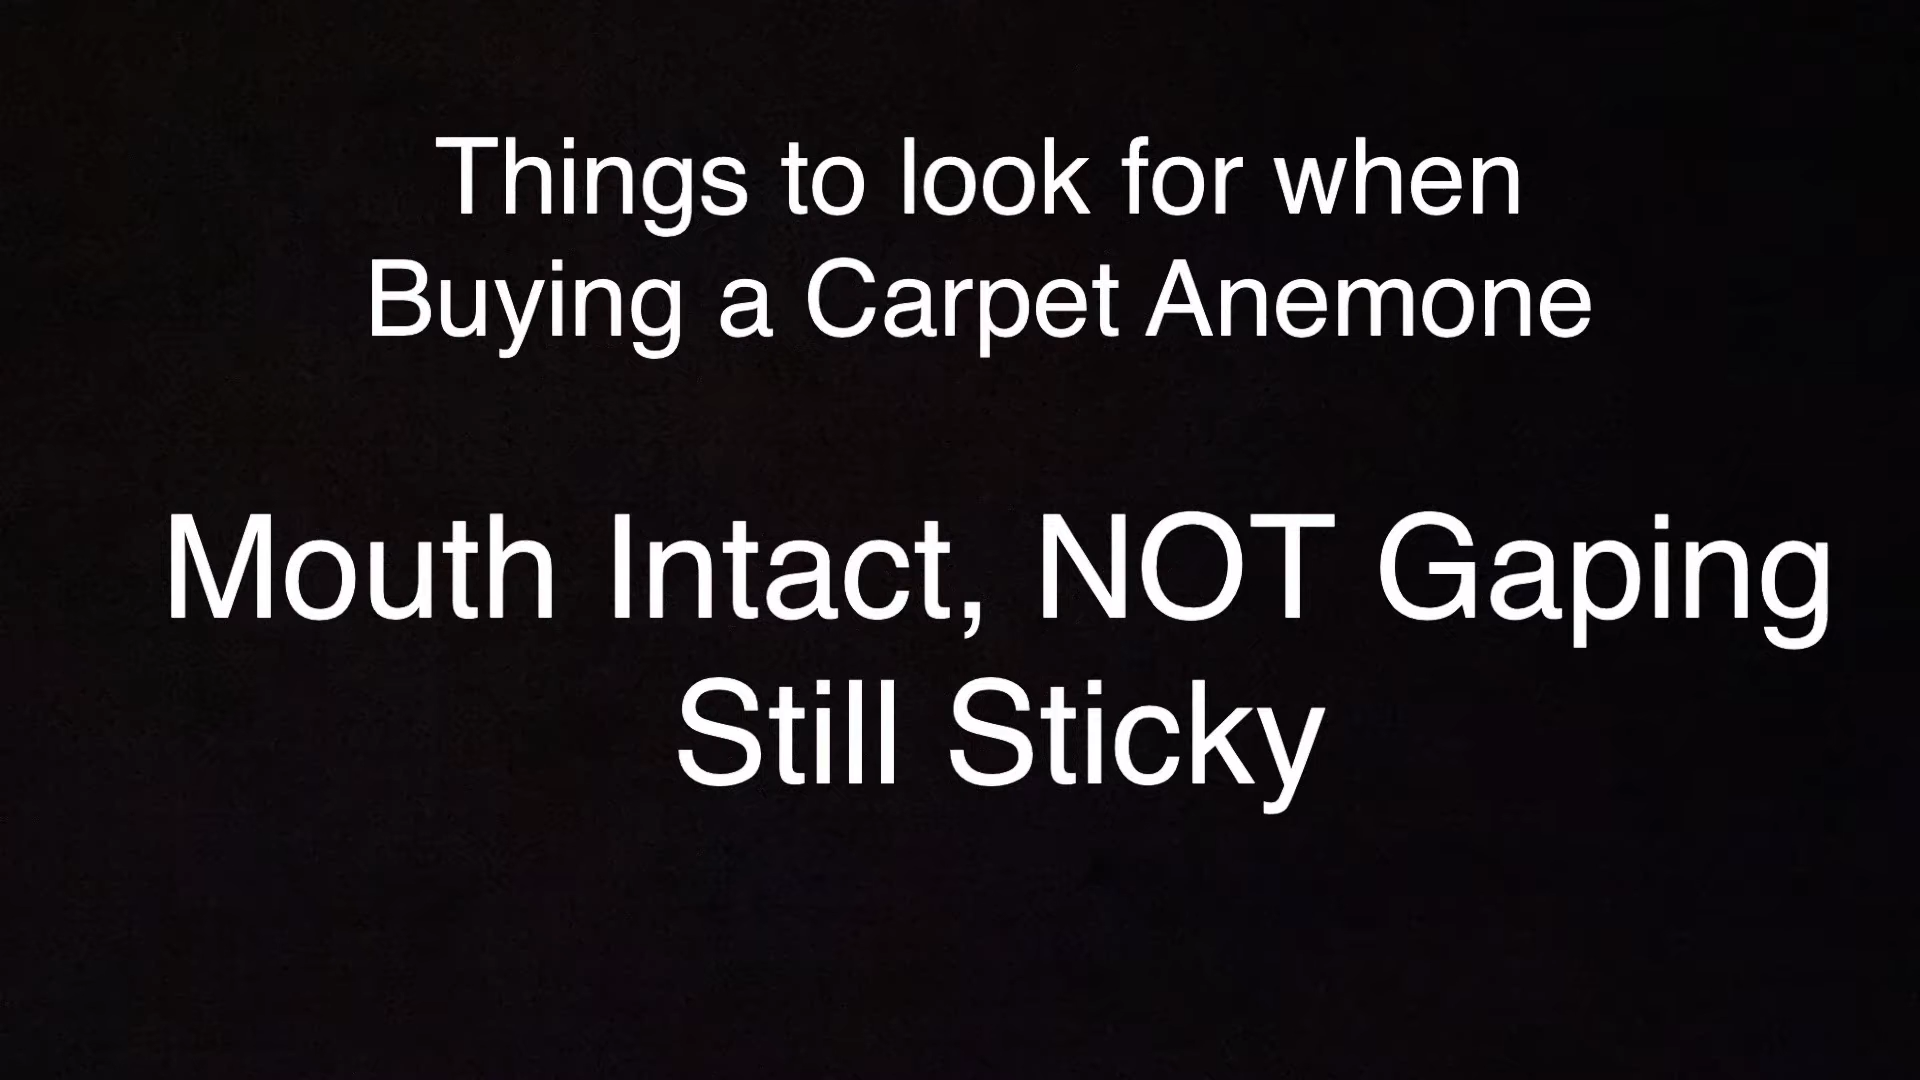 Things to look for when
Buying a Carpet Anemone
Mouth Intact, NOT Gaping
Still Sticky